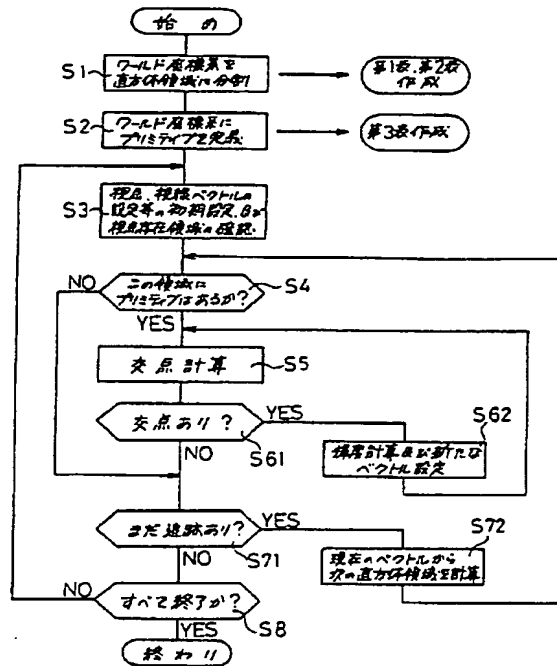 始め
S1
ワールド座標系を
直方体領域に分割
第1表、第2表
作成
S2
ワールド座標系に
プリミティブを定義
第3表作成
S3
視点、視線ベクトルの
設定等の初期設定、及び
視点存在領域の確認.
NO
この領域に
プリミティブはあるか?
S4
YES
交点計算
S5
交点あり?
YES
S61
NO
S62
輝度計算及び新たな
ベクトル設定
まだ追跡あり?
YES
S71
NO
S72
現在のベクトルから
次の直方体領域を計算
NO
すべて終了か?
S8
YES
終わり